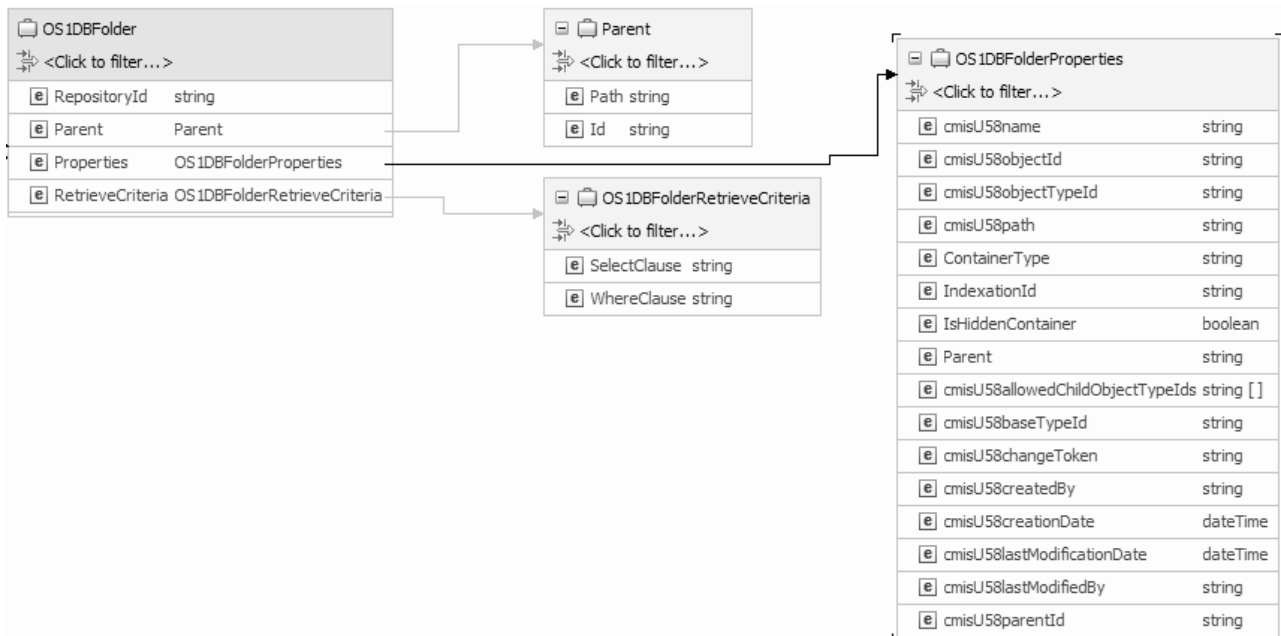 OS1DBFolder
<Click to filter...>
e RepositoryId string
e Parent Parent
e Properties OS1DBFolderProperties
e RetrieveCriteria OS1DBFolderRetrieveCriteria
Parent
<Click to filter...>
e Path string
e Id string
OS1DBFolderRetrieveCriteria
<Click to filter...>
e SelectClause string
e WhereClause string
OS1DBFolderProperties
<Click to filter...>
e cmisU58name string
e cmisU58objectId string
e cmisU58objectTypeId string
e cmisU58path string
e ContainerType string
e IndexationId string
e IsHiddenContainer boolean
e Parent string
e cmisU58allowedChildObjectTypeIds string []
e cmisU58baseTypeId string
e cmisU58changeToken string
e cmisU58createdBy string
e cmisU58creationDate dateTime
e cmisU58lastModificationDate dateTime
e cmisU58lastModifiedBy string
e cmisU58parentId string